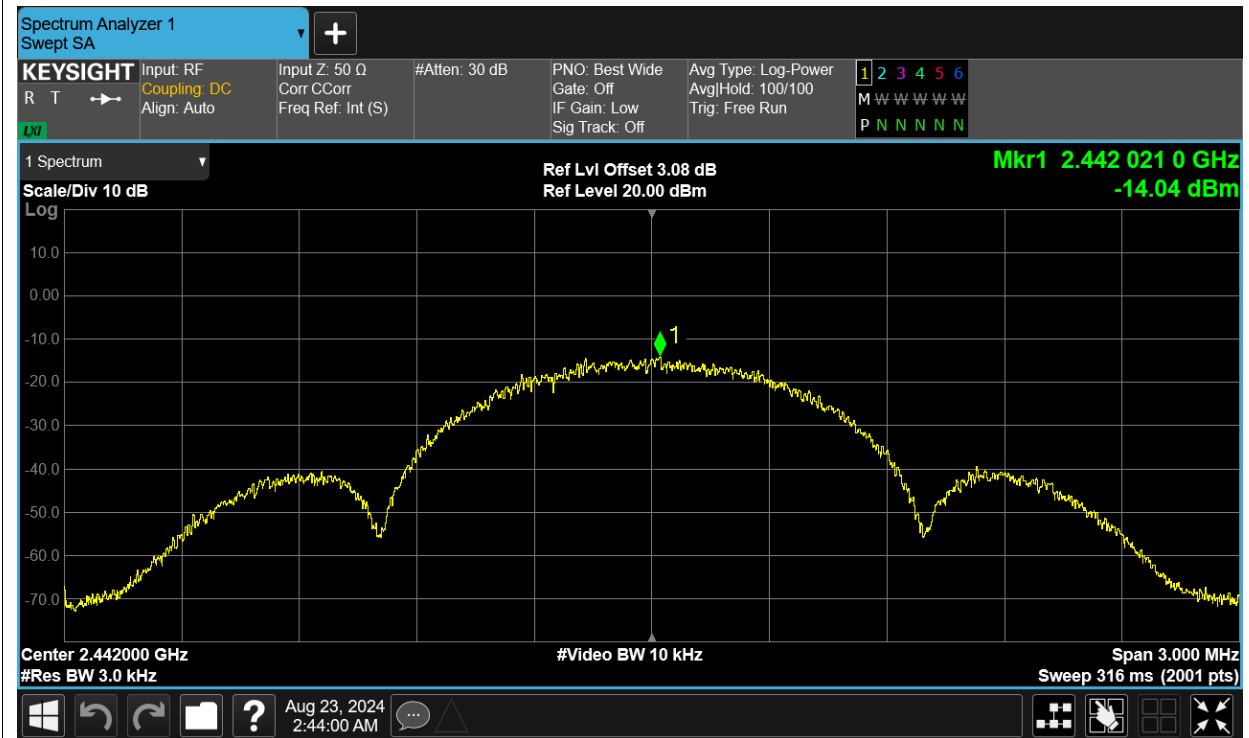 Spectrum Analyzer 1
Swept SA
+
KEYSIGHT
R T
LXI
Input: RF
Coupling: DC
Align: Auto
Input Z: 50 Ω
Corr CCorr
Freq Ref: Int (S)
#Atten: 30 dB
PNO: Best Wide
Gate: Off
IF Gain: Low
Sig Track: Off
Avg Type: Log-Power
Avg|Hold: 100/100
Trig: Free Run
1 2 3 4 5 6
M W W W W W
P N N N N N
1 Spectrum
Scale/Div 10 dB
Log
Ref Lvl Offset 3.08 dB
Ref Level 20.00 dBm
Mkr1 2.442 021 0 GHz
-14.04 dBm
10.0
0.00
-10.0
-20.0
-30.0
-40.0
-50.0
-60.0
-70.0
1
Center 2.442000 GHz
#Res BW 3.0 kHz
#Video BW 10 kHz
Span 3.000 MHz
Sweep 316 ms (2001 pts)
?
Aug 23, 2024
2:44:00 AM